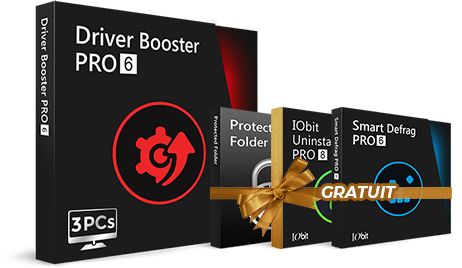 Driver Booster PRO 6
Driver Booster
PRO 6
3PCs
Protected Folder
Protect
Folder
IObit
Uninsta
PRO 8
Smart Defrag PRO 6
Smart Defrag
PRO 6
GRATUIT
IObit
IObit